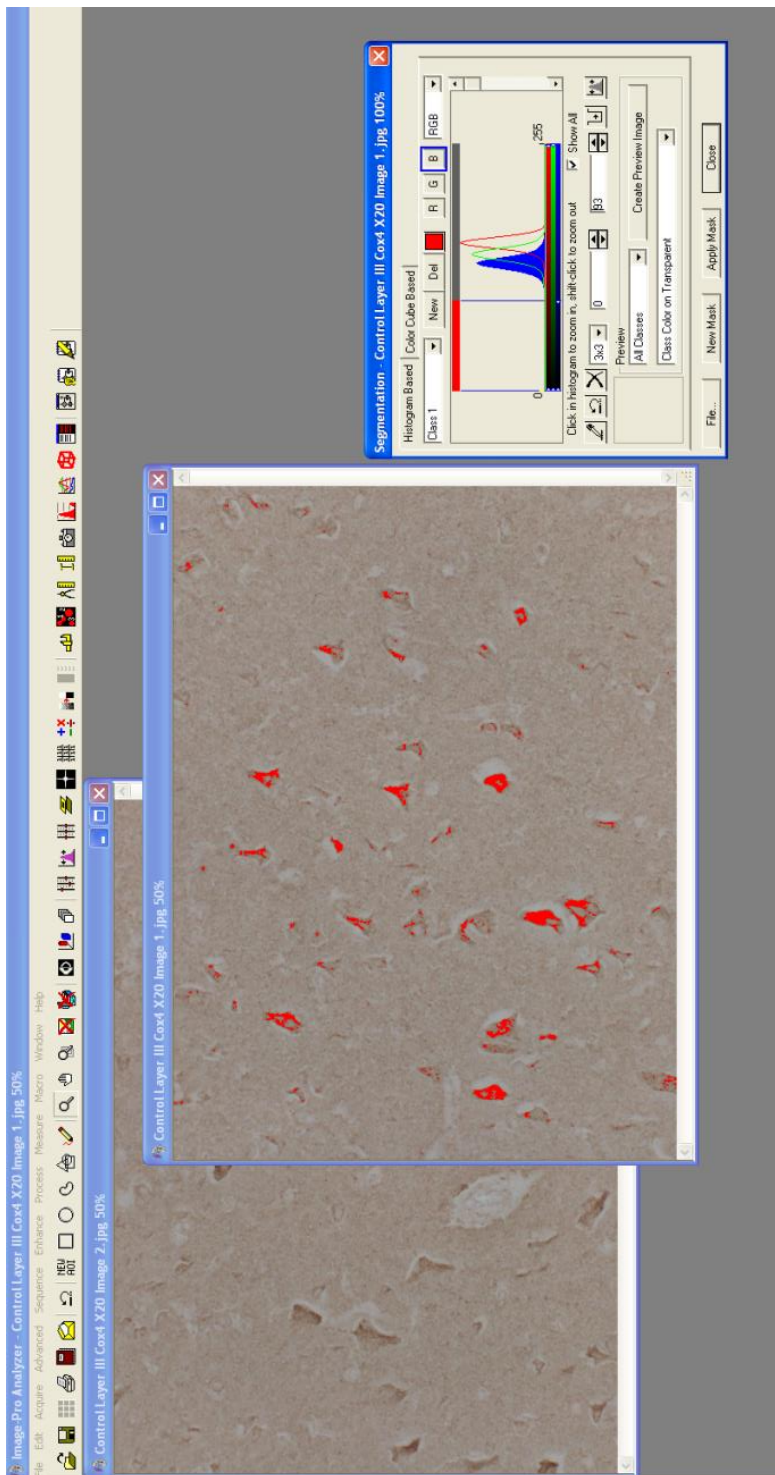 Image-Pro Analyzer - Control Layer III Cox4 X20 Image 1.jpg 50%
File Edit Acquire Advanced Sequence Enhance Process Measure Macro Window Help
NEW AOI
Control Layer III Cox4 X20 Image 2.jpg 50%
Control Layer III Cox4 X20 Image 1.jpg 50%
Segmentation - Control Layer III Cox4 X20 Image 1.jpg 100%
Histogram Based Color Cube Based
Class 1 New Del R G B RGB
0 255
Click in histogram to zoom in, shift-click to zoom out Show All
3x3 0 93
Preview
All Classes Create Preview Image
Class Color on Transparent
File... New Mask Apply Mask Close